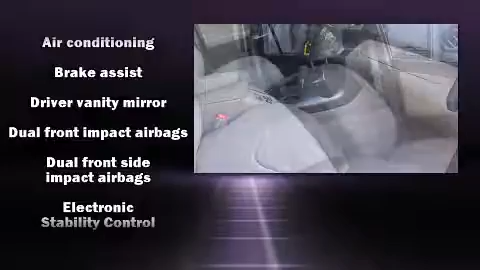 Air conditioning
Brake assist
Driver vanity mirror
Dual front impact airbags
Dual front side
impact airbags
Electronic
Stability Control